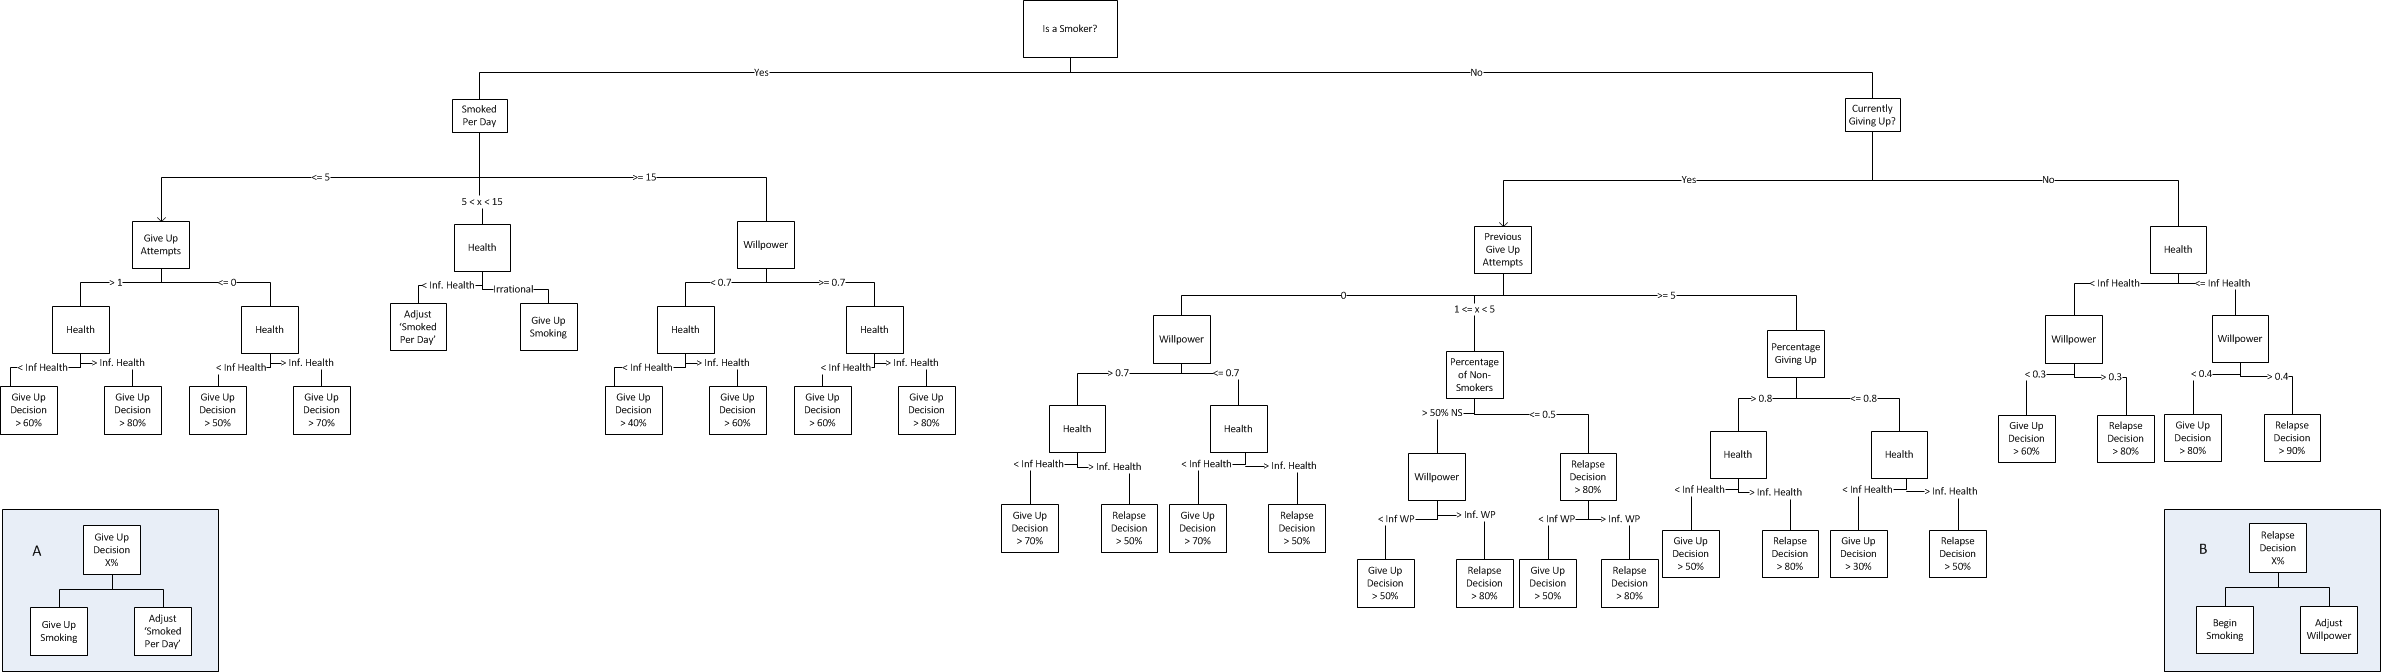 Is a Smoker?
Yes
No
Smoked
Per Day
Currently
Giving Up?
<= 5
>= 15
Yes
No
5 < x < 15
Give Up
Attempts
Health
Willpower
Previous
Give Up
Attempts
Health
> 1
<= 0
< Inf. Health
Irrational
< 0.7
>= 0.7
0
1 <= x < 5
>= 5
< Inf Health
<= Inf Health
Health
Health
Adjust
‘Smoked
Per Day’
Give Up
Smoking
Health
Health
Willpower
Percentage
of Non-
Smokers
Percentage
Giving Up
Willpower
Willpower
< Inf Health
> Inf. Health
< Inf Health
> Inf. Health
< Inf Health
> Inf. Health
< Inf Health
> Inf. Health
> 0.7
<= 0.7
< 0.3
> 0.3
< 0.4
> 0.4
Give Up
Decision
> 60%
Give Up
Decision
> 80%
Give Up
Decision
> 50%
Give Up
Decision
> 70%
Give Up
Decision
> 40%
Give Up
Decision
> 60%
Give Up
Decision
> 60%
Give Up
Decision
> 80%
> 50% NS
<= 0.5
> 0.8
<= 0.8
Health
Health
Give Up
Decision
> 60%
Relapse
Decision
> 80%
Give Up
Decision
> 80%
Relapse
Decision
> 90%
< Inf Health
> Inf. Health
< Inf Health
> Inf. Health
Willpower
Relapse
Decision
> 80%
Health
Health
< Inf Health
> Inf. Health
< Inf Health
> Inf. Health
Give Up
Decision
> 70%
Relapse
Decision
> 50%
Give Up
Decision
> 70%
Relapse
Decision
> 50%
< Inf WP
> Inf. WP
< Inf WP
> Inf. WP
Give Up
Decision
> 50%
Relapse
Decision
> 80%
Give Up
Decision
> 30%
Relapse
Decision
> 50%
Give Up
Decision
> 50%
Relapse
Decision
> 80%
Give Up
Decision
> 50%
Relapse
Decision
> 80%
A
Give Up
Decision
X%
Give Up
Smoking
Adjust
‘Smoked
Per Day’
B
Relapse
Decision
X%
Begin
Smoking
Adjust
Willpower